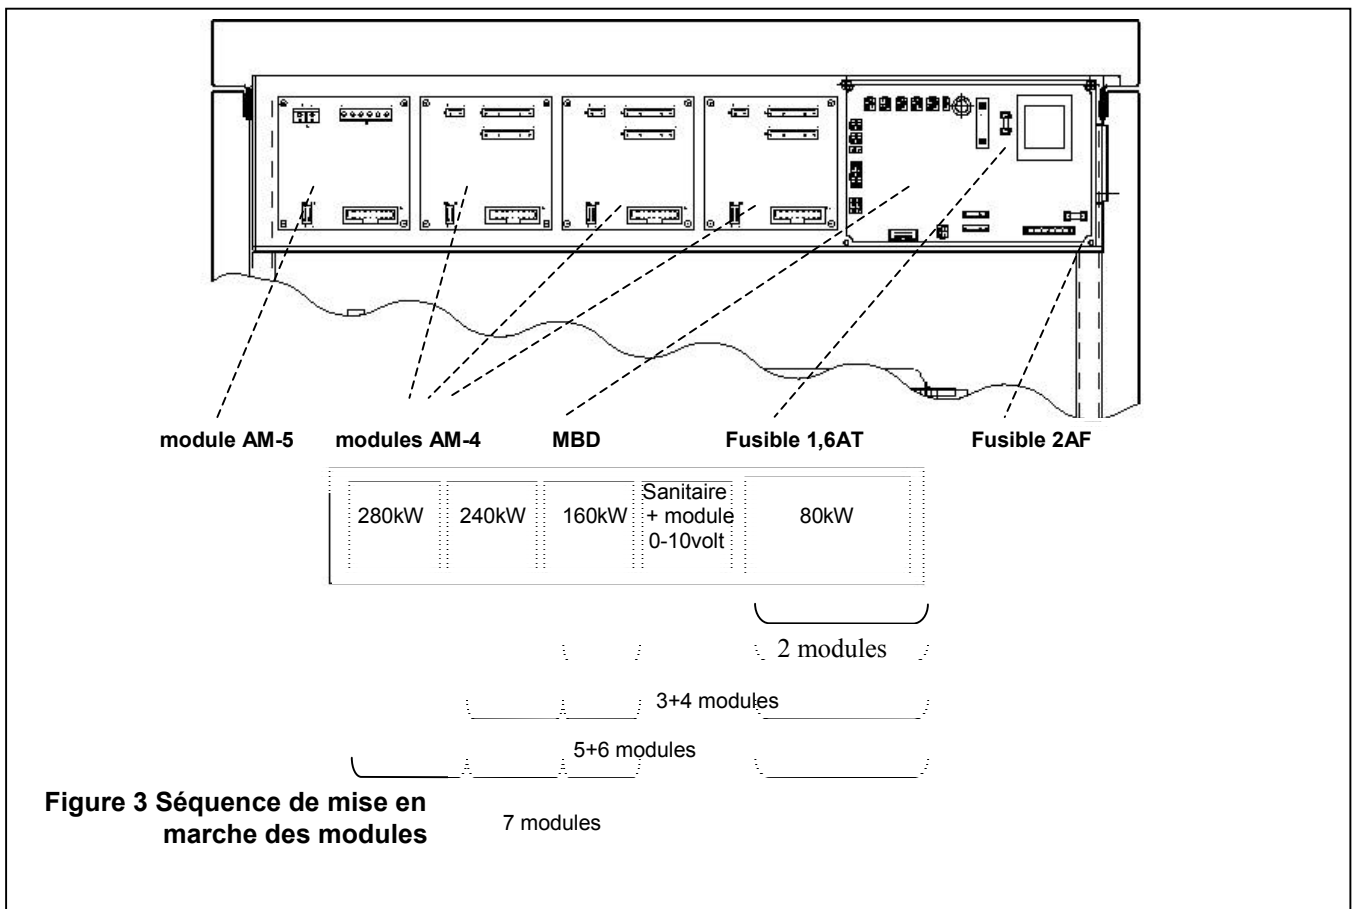 module AM-5 modules AM-4 MBD Fusible 1,6AT Fusible 2AF
280kW 240kW 160kW Sanitaire + module 0-10volt 80kW
2 modules
3+4 modules
5+6 modules
Figure 3 Séquence de mise en
marche des modules
7 modules